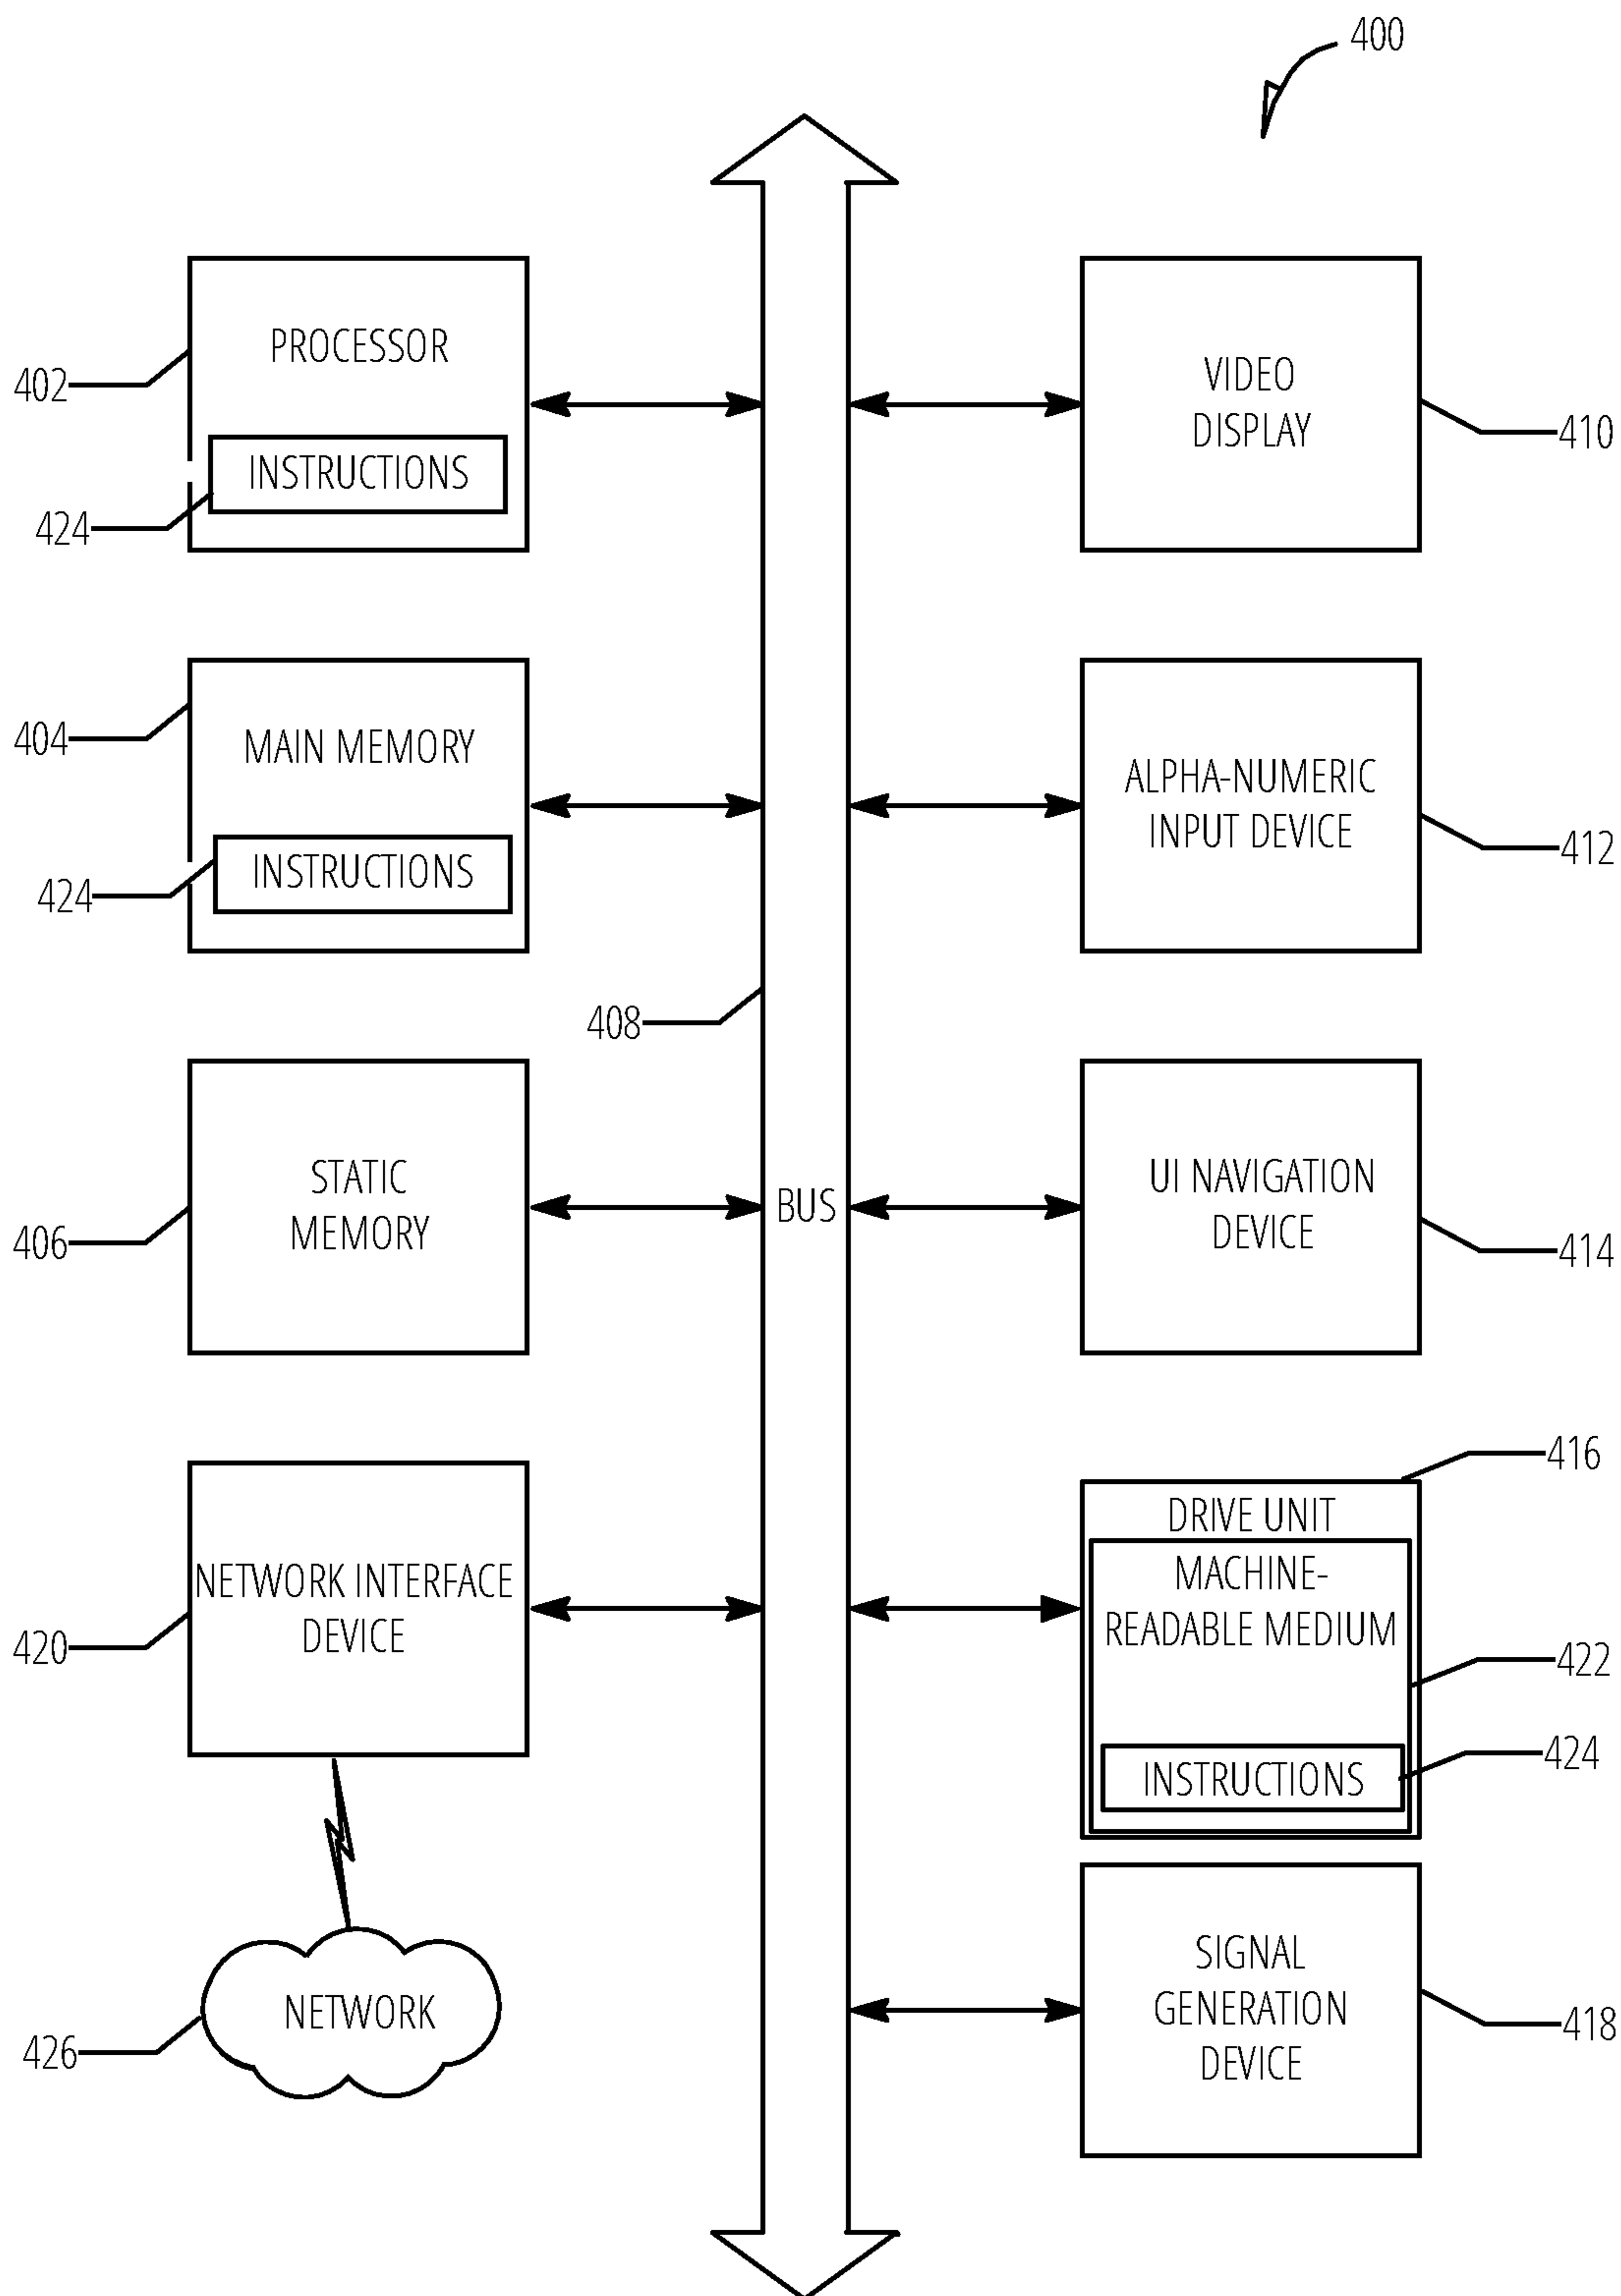 400
PROCESSOR
402
INSTRUCTIONS
424
VIDEO
DISPLAY
410
MAIN MEMORY
404
INSTRUCTIONS
424
ALPHA-NUMERIC
INPUT DEVICE
412
408
STATIC
MEMORY
406
BUS
UI NAVIGATION
DEVICE
414
NETWORK INTERFACE
DEVICE
420
416
DRIVE UNIT
MACHINE-
READABLE MEDIUM
422
INSTRUCTIONS
424
NETWORK
426
SIGNAL
GENERATION
DEVICE
418